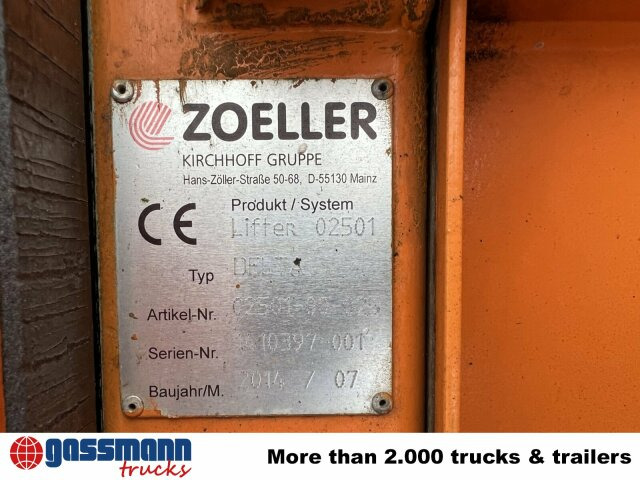 ZOELLER
KIRCHHOFF GRUPPE
Hans-Zöller-Straße 50-68, D-55130 Mainz
CE
Produkt / System
Lifter 02501
Typ DELTA
Artikel-Nr.
Serien-Nr.
Baujahr/M. 2014 / 07
gassmann
trucks
More than 2.000 trucks & trailers